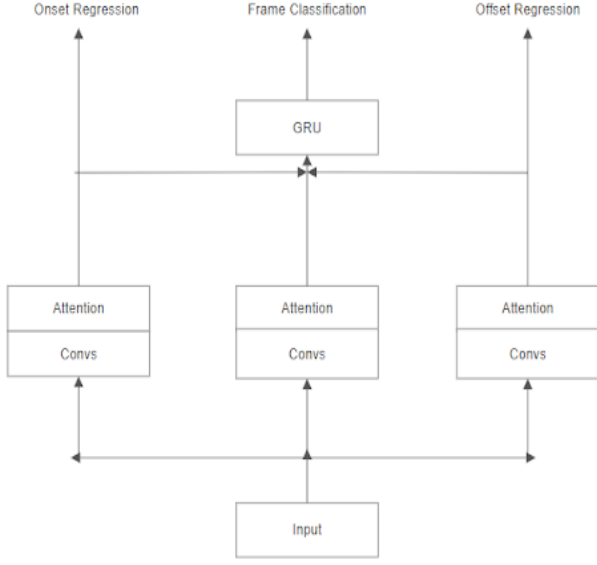 Onset Regression
Frame Classification
Offset Regression
GRU
Attention
Attention
Attention
Convs
Convs
Convs
Input